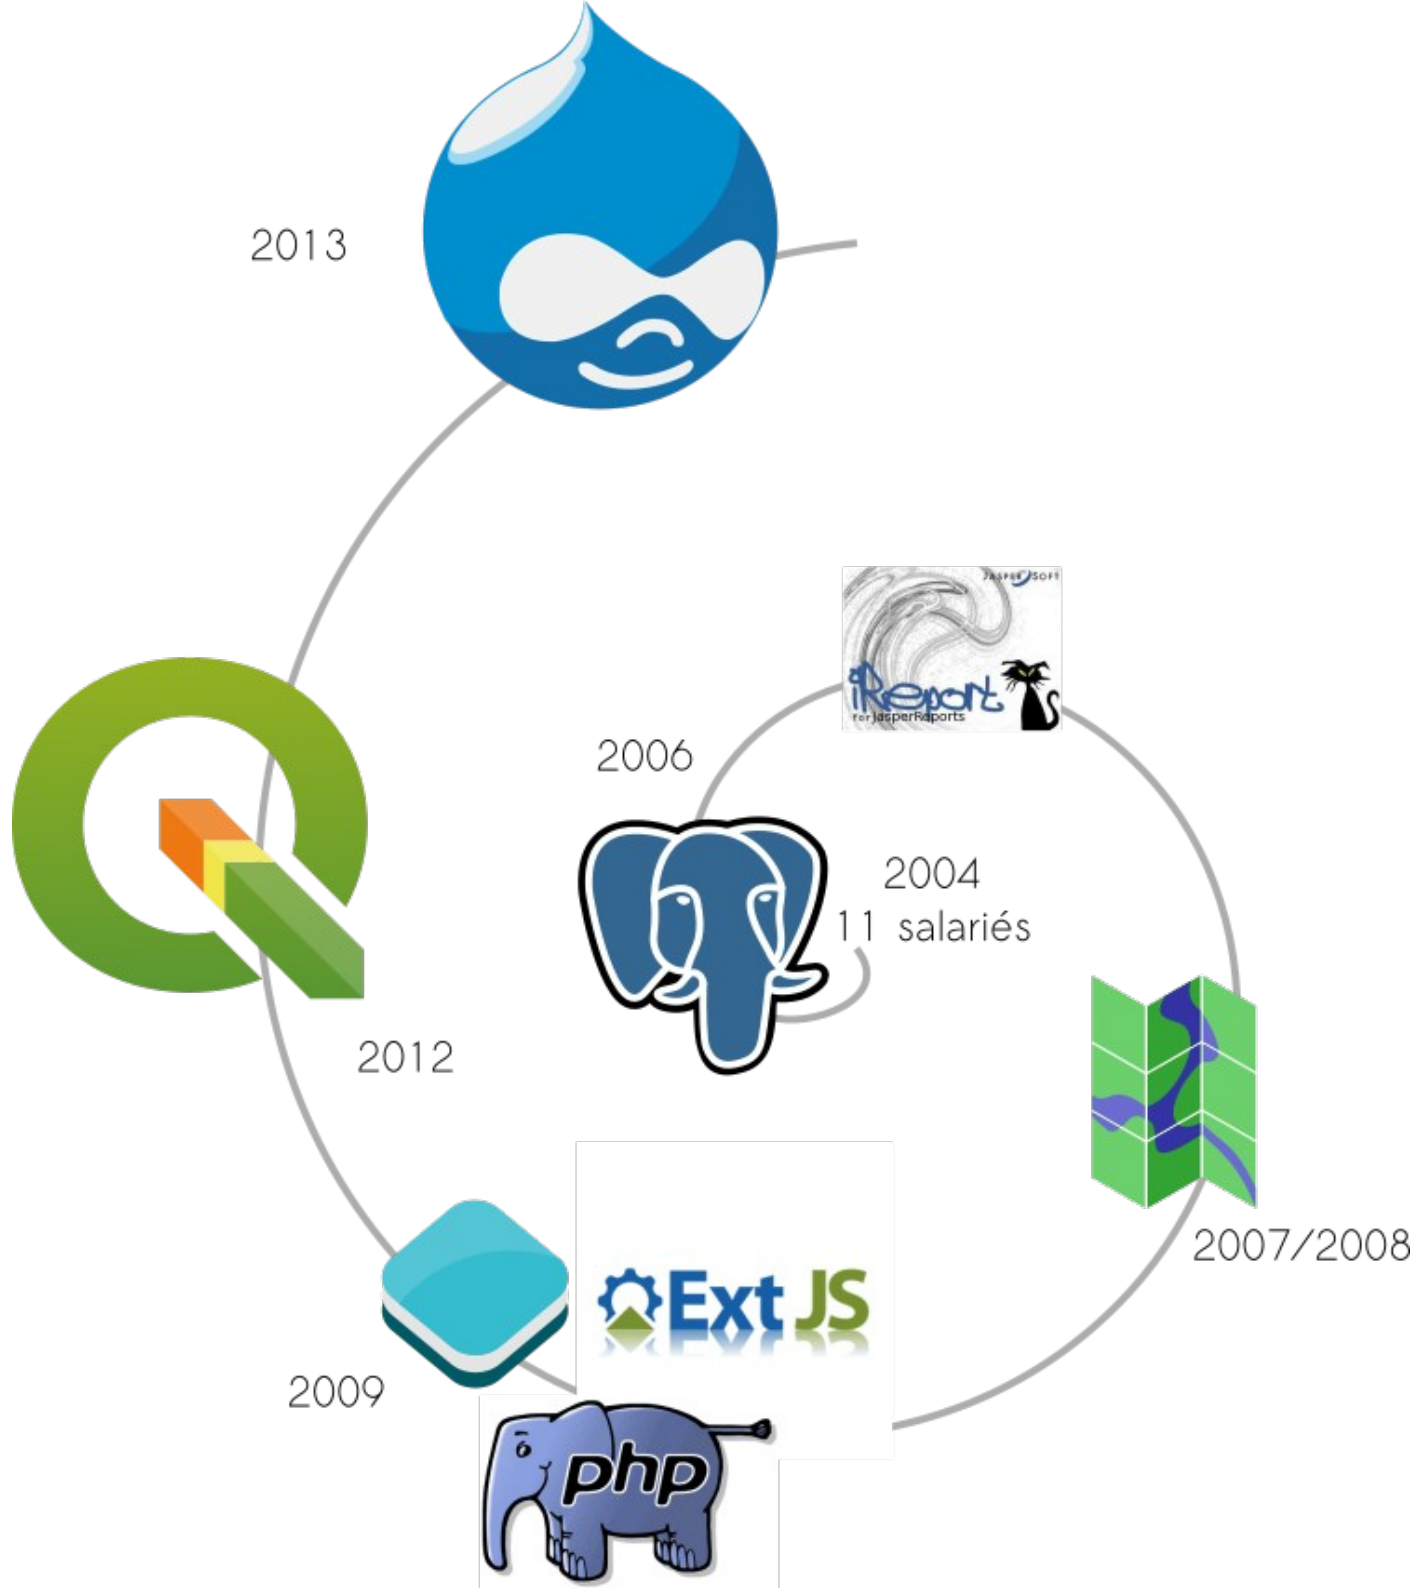 2013
JASPERSOFT
iReport
for JasperReports
2006
2004
11 salariés
2012
2007/2008
Ext JS
2009
php